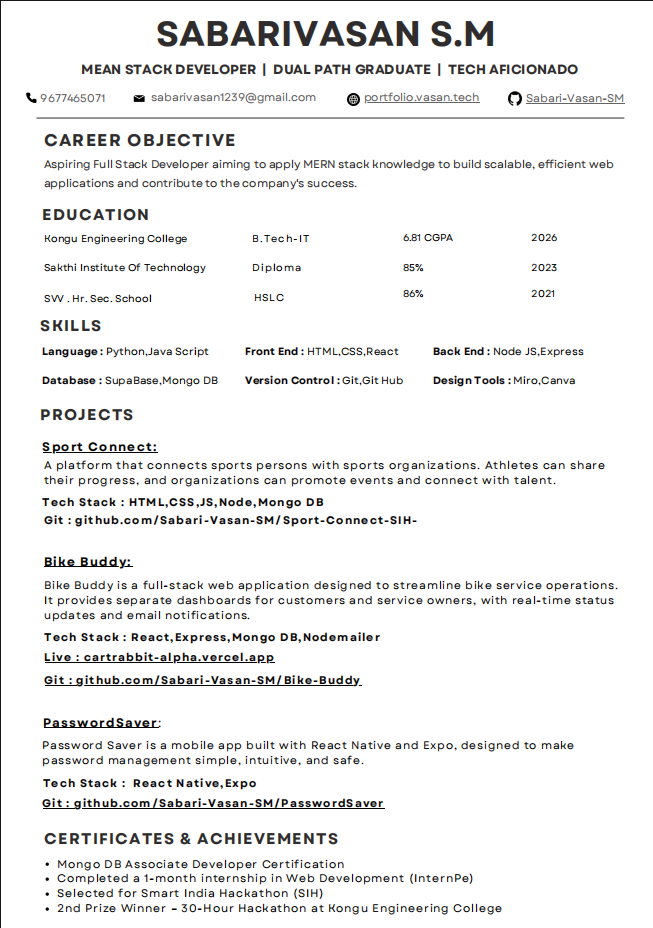 SABARIVASAN S.M
MEAN STACK DEVELOPER | DUAL PATH GRADUATE | TECH AFICIONADO
9677465071 sabarivasan1239@gmail.com portfolio.vasan.tech Sabari-Vasan-SM
CAREER OBJECTIVE
Aspiring Full Stack Developer aiming to apply MERN stack knowledge to build scalable, efficient web
applications and contribute to the company's success.
EDUCATION
Kongu Engineering College B.Tech-IT 6.81 CGPA 2026
Sakthi Institute Of Technology Diploma 85% 2023
SVV . Hr. Sec. School HSLC 86% 2021
SKILLS
Language : Python,Java Script Front End : HTML,CSS,React Back End : Node JS,Express
Database : SupaBase,Mongo DB Version Control : Git,Git Hub Design Tools : Miro,Canva
PROJECTS
Sport Connect:
A platform that connects sports persons with sports organizations. Athletes can share
their progress, and organizations can promote events and connect with talent.
Tech Stack : HTML,CSS,JS,Node,Mongo DB
Git : github.com/Sabari-Vasan-SM/Sport-Connect-SIH-
Bike Buddy:
Bike Buddy is a full-stack web application designed to streamline bike service operations.
It provides separate dashboards for customers and service owners, with real-time status
updates and email notifications.
Tech Stack : React,Express,Mongo DB,Nodemailer
Live : cartrabbit-alpha.vercel.app
Git : github.com/Sabari-Vasan-SM/Bike-Buddy
PasswordSaver:
Password Saver is a mobile app built with React Native and Expo, designed to make
password management simple, intuitive, and safe.
Tech Stack : React Native,Expo
Git : github.com/Sabari-Vasan-SM/PasswordSaver
CERTIFICATES & ACHIEVEMENTS
• Mongo DB Associate Developer Certification
• Completed a 1-month internship in Web Development (InternPe)
• Selected for Smart India Hackathon (SIH)
• 2nd Prize Winner – 30-Hour Hackathon at Kongu Engineering College